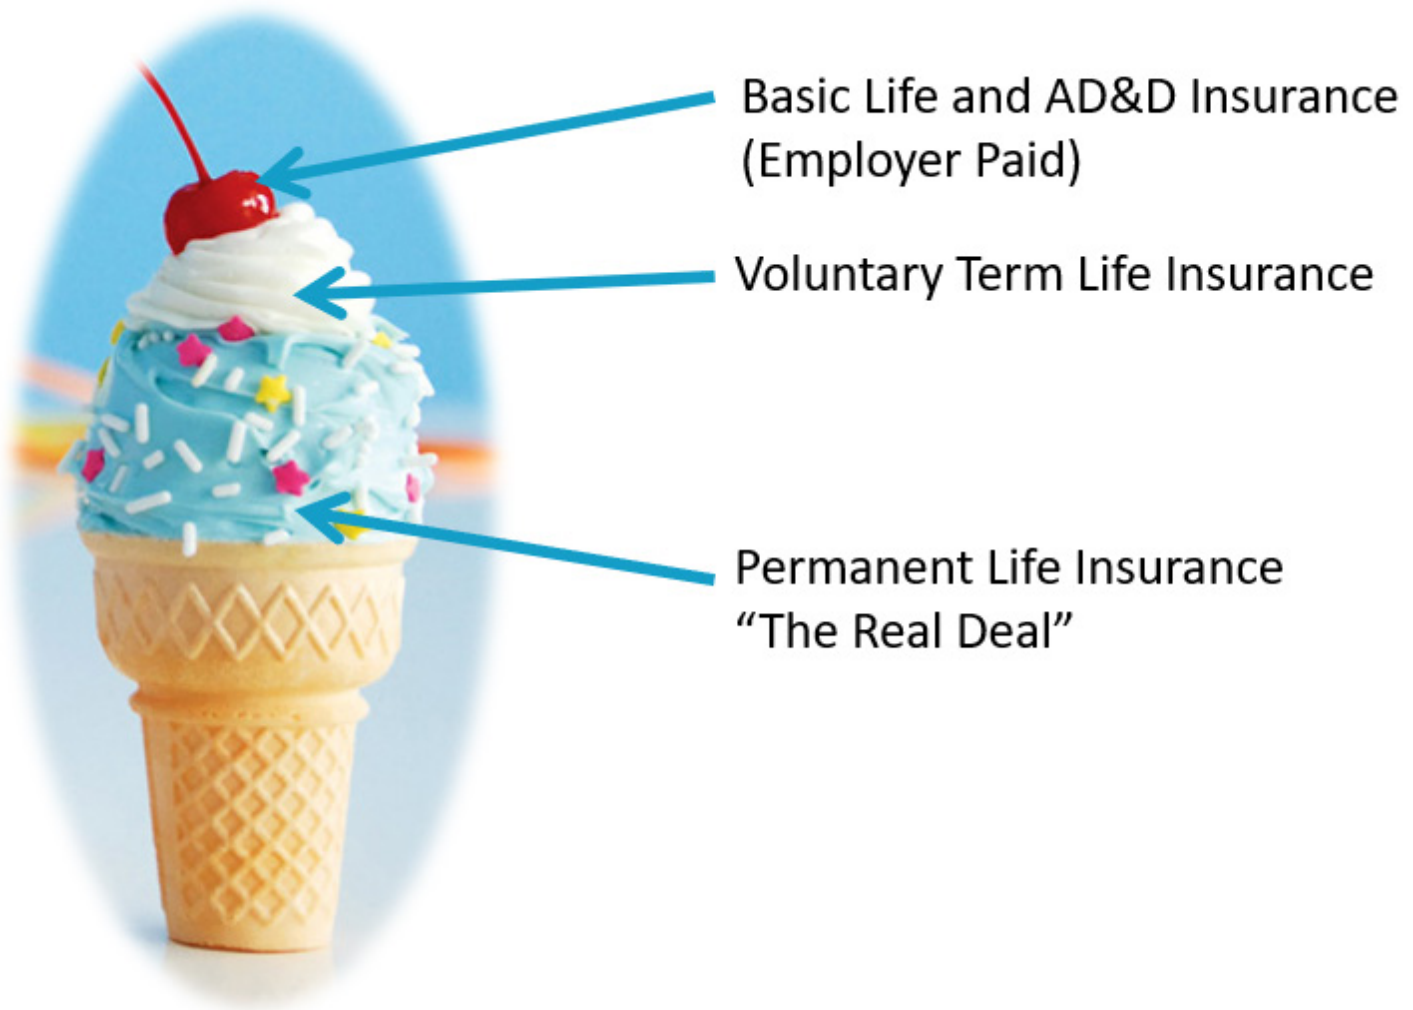 Basic Life and AD&D Insurance
(Employer Paid)
Voluntary Term Life Insurance
Permanent Life Insurance
“The Real Deal”